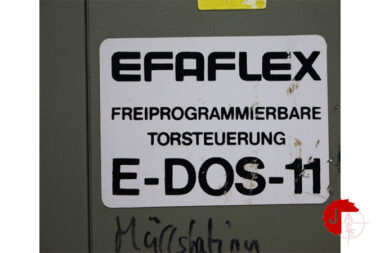 EFAFLEX
FREIPROGRAMMIERBARE
TORSTEUERUNG
E-DOS-11